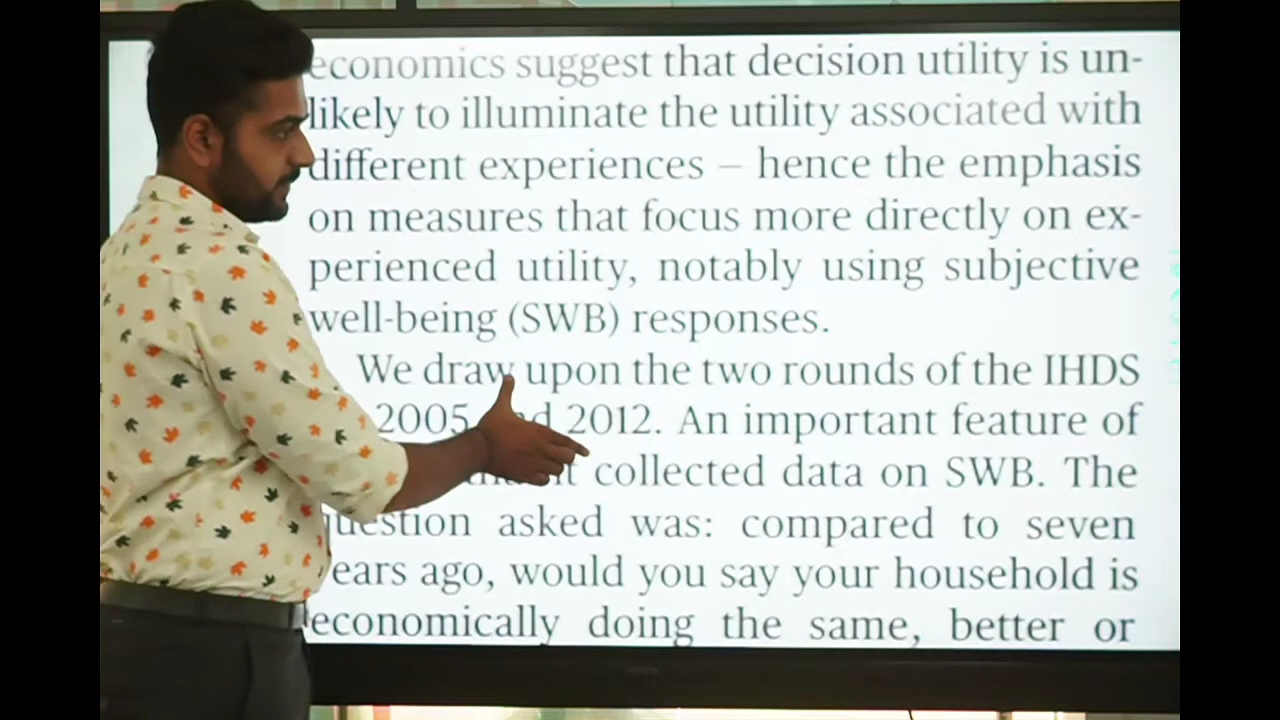 economics suggest that decision utility is un-
likely to illuminate the utility associated with
different experiences – hence the emphasis
on measures that focus more directly on ex-
perienced utility, notably using subjective
well-being (SWB) responses.
We draw upon the two rounds of the IHDS
2005 and 2012. An important feature of
collected data on SWB. The
question asked was: compared to seven
years ago, would you say your household is
economically doing the same, better or